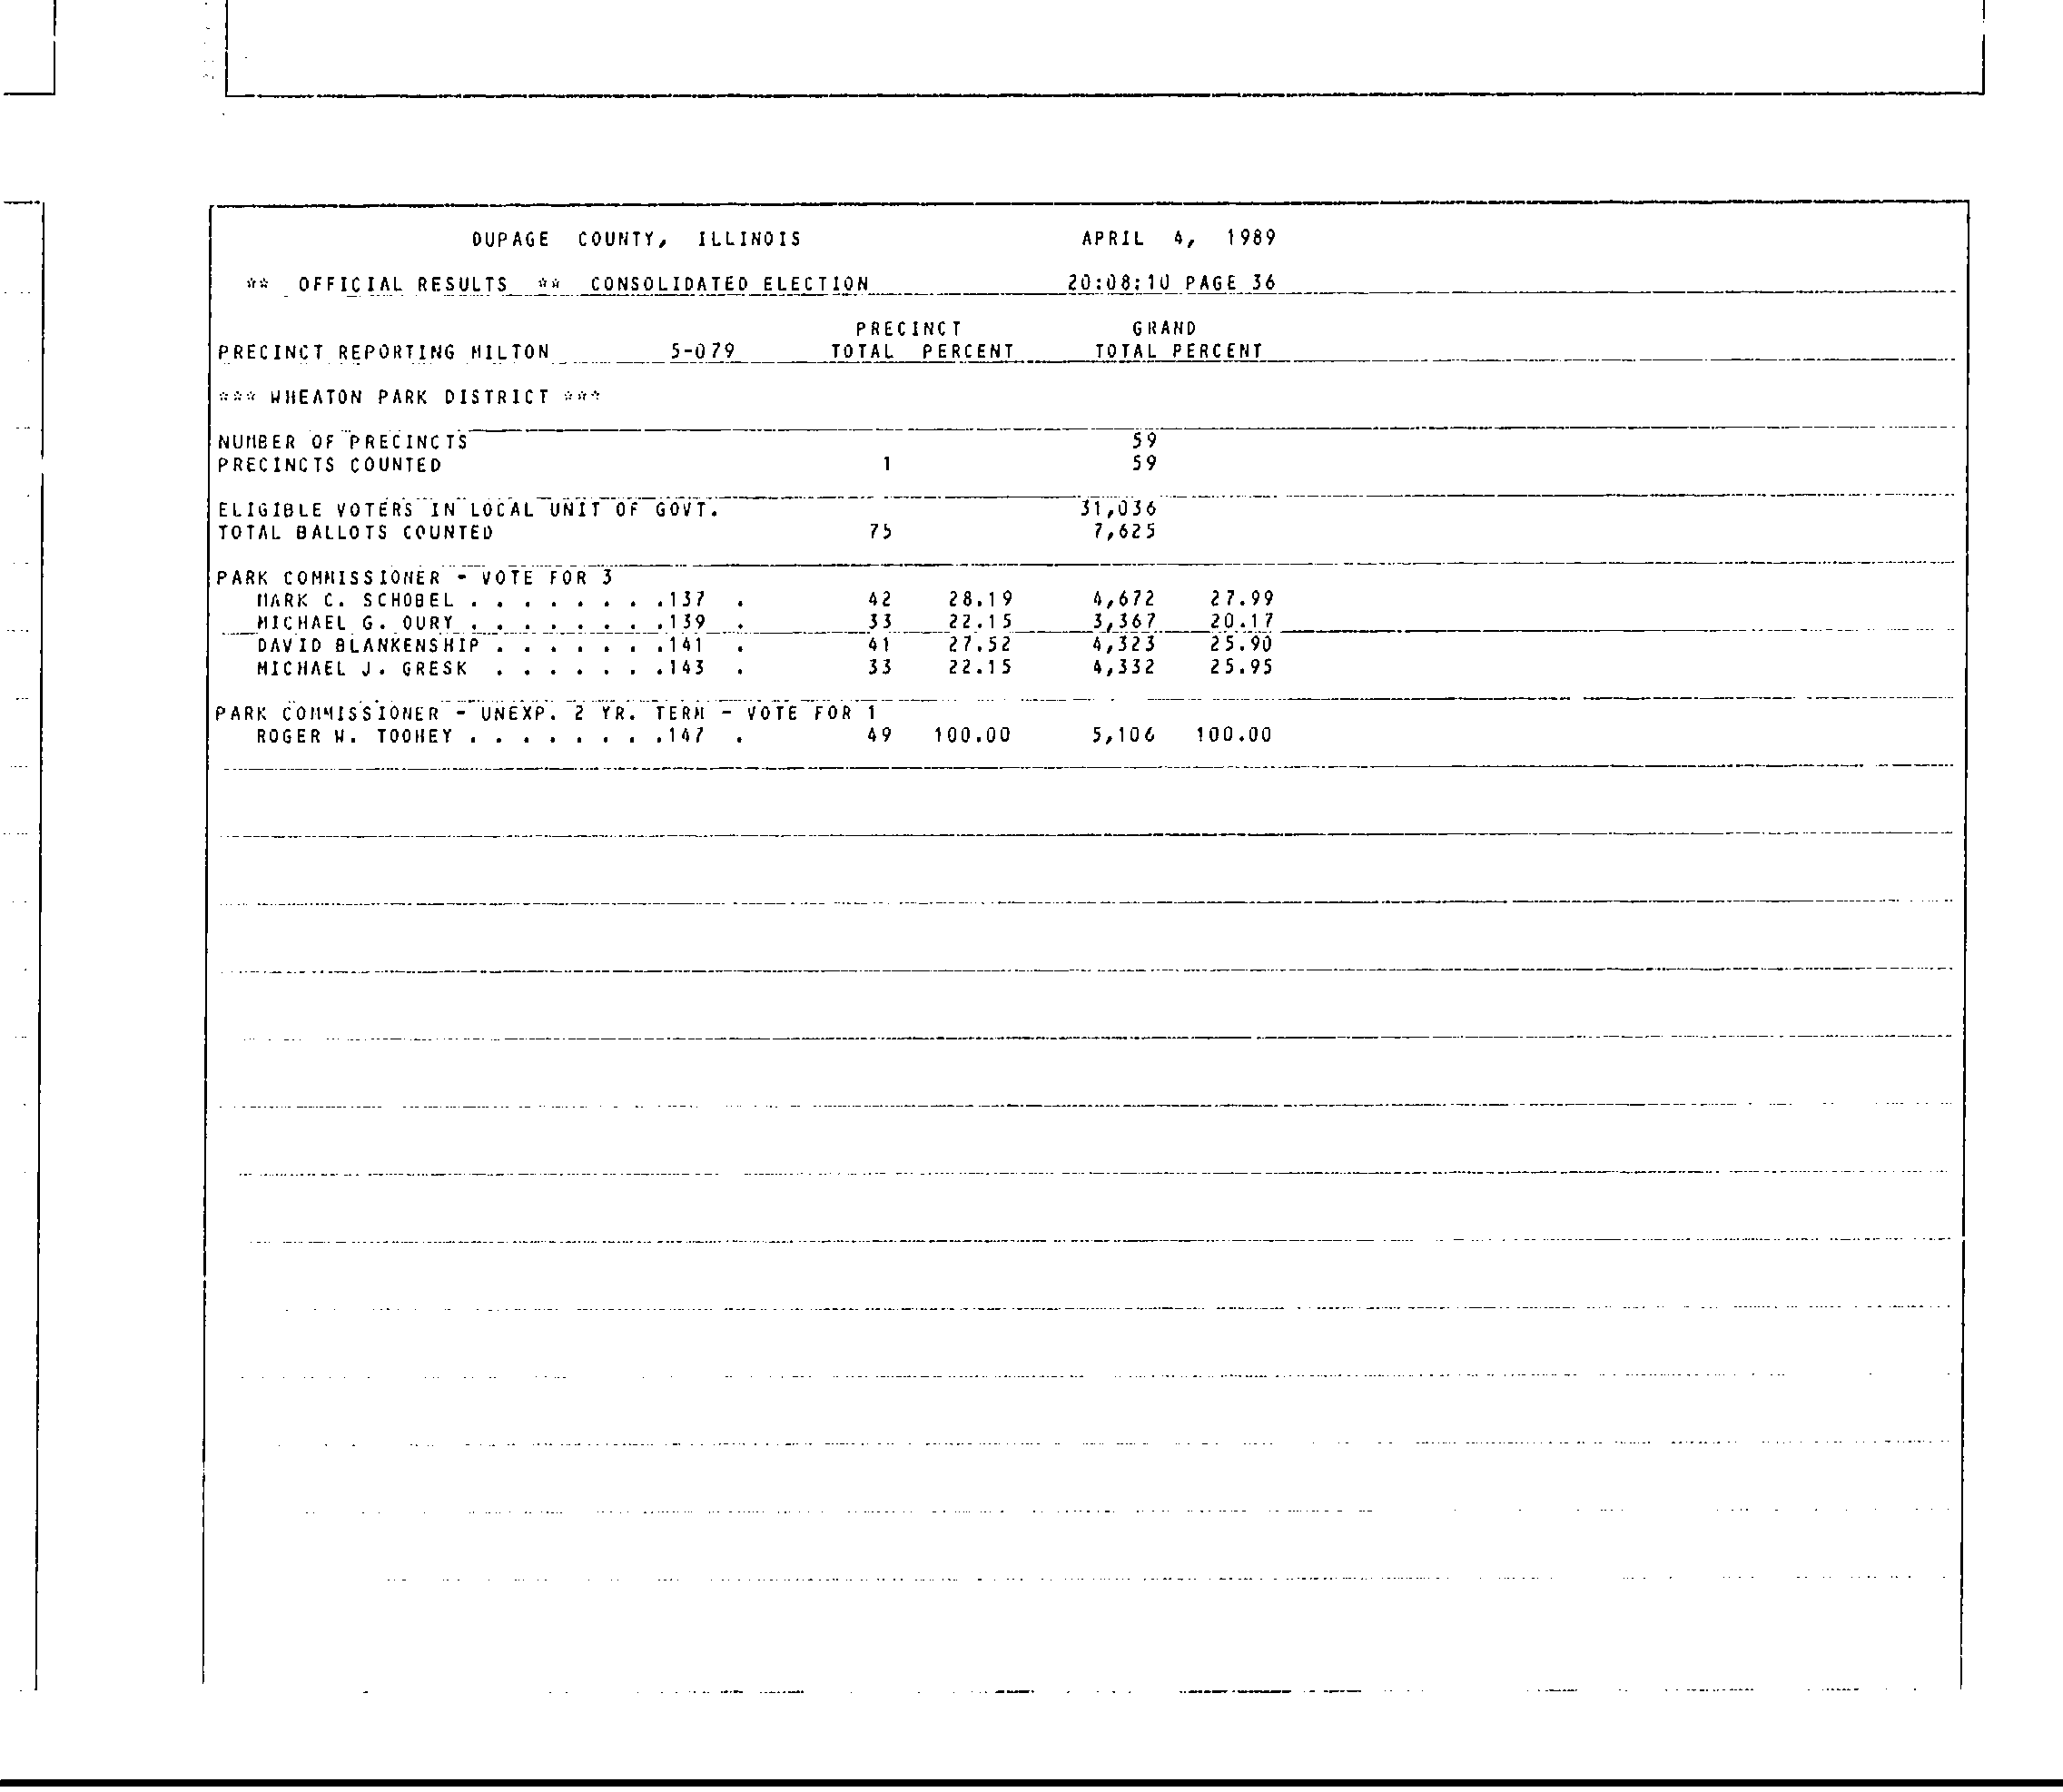 DUPAGE COUNTY, ILLINOIS APRIL 4, 1989
** OFFICIAL RESULTS ** CONSOLIDATED ELECTION 20:08:10 PAGE 36
PRECINCT GRAND
PRECINCT REPORTING MILTON 5-079 TOTAL PERCENT TOTAL PERCENT
*** WHEATON PARK DISTRICT ***
NUMBER OF PRECINCTS 59
PRECINCTS COUNTED 1 59
ELIGIBLE VOTERS IN LOCAL UNIT OF GOVT. 31,036
TOTAL BALLOTS COUNTED 75 7,625
PARK COMMISSIONER - VOTE FOR 3
MARK C. SCHOBEL . . . . . . . .137 . 42 28.19 4,672 27.99
MICHAEL G. OURY . . . . . . . .139 . 33 22.15 3,367 20.17
DAVID BLANKENSHIP . . . . . . .141 . 41 27.52 4,323 25.90
MICHAEL J. GRESK . . . . . . .143 . 33 22.15 4,332 25.95
PARK COMMISSIONER - UNEXP. 2 YR. TERM - VOTE FOR 1
ROGER W. TOOHEY . . . . . . . .147 . 49 100.00 5,106 100.00